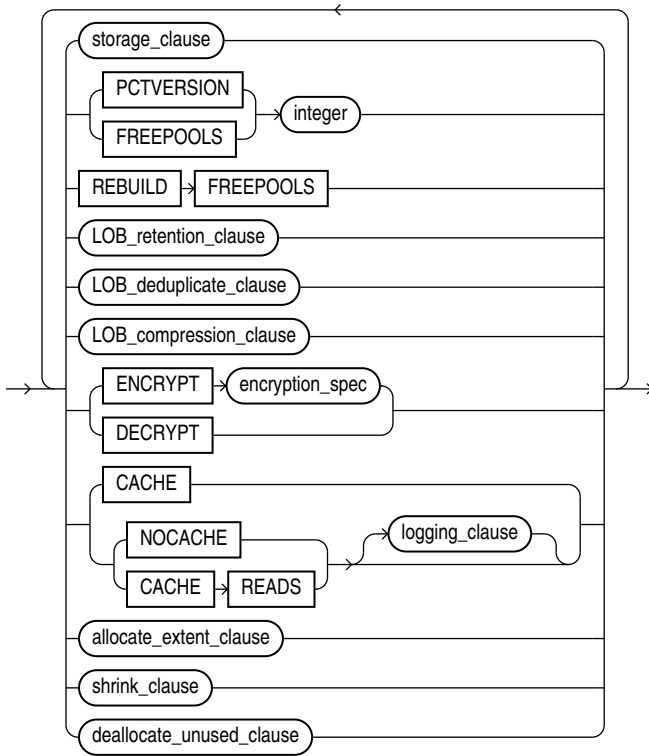 storage_clause
PCTVERSION
FREEPOOLS
integer
REBUILD FREEPOOLS
LOB_retention_clause
LOB_deduplicate_clause
LOB_compression_clause
ENCRYPT encryption_spec
DECRYPT
CACHE
NOCACHE
CACHE READS
logging_clause
allocate_extent_clause
shrink_clause
deallocate_unused_clause